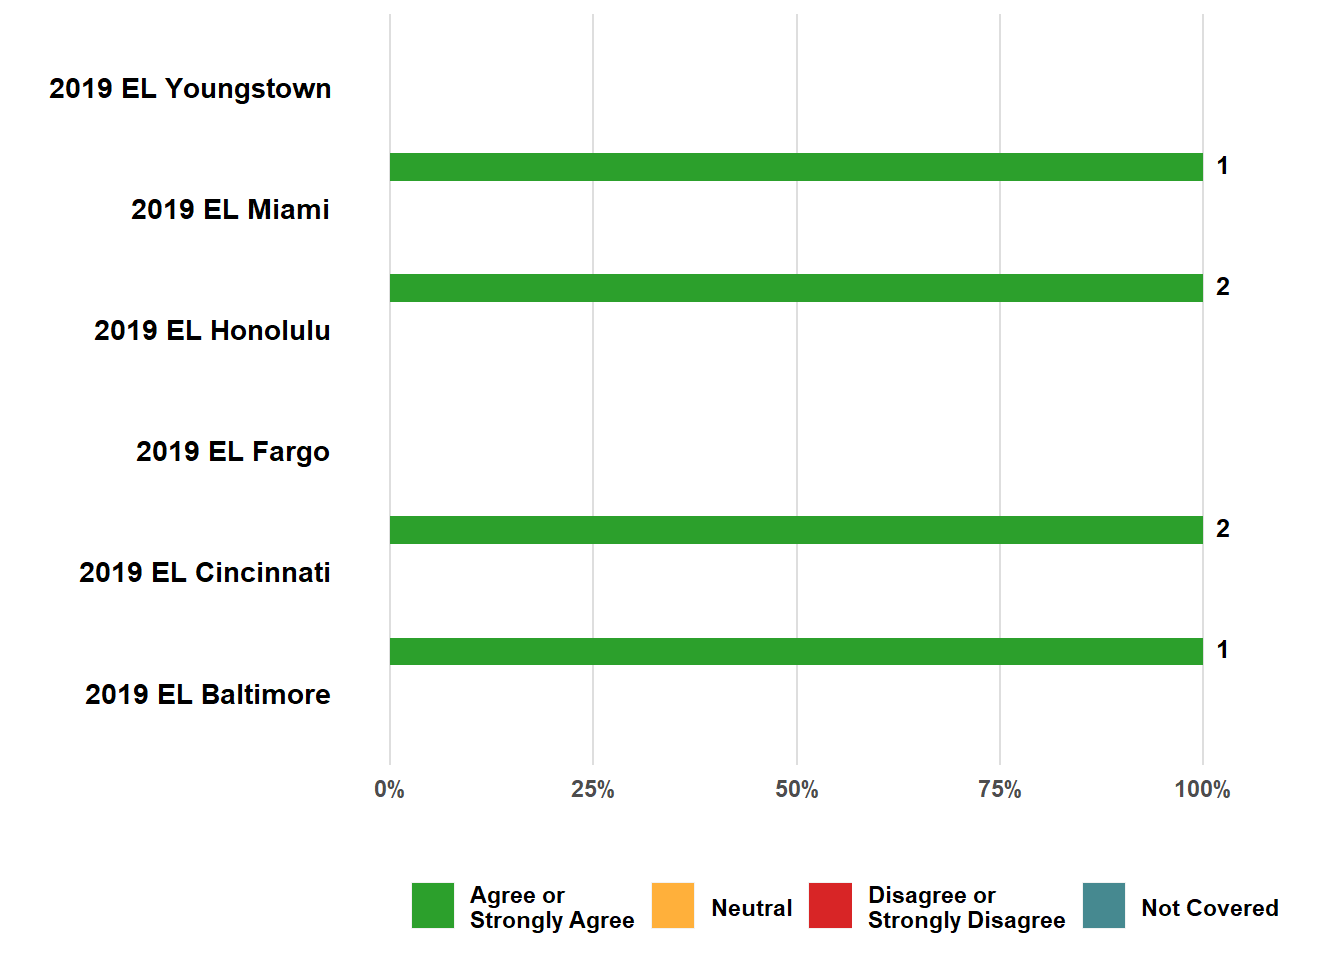 2019 EL Youngstown
1
2019 EL Miami
2
2019 EL Honolulu
2019 EL Fargo
2
2019 EL Cincinnati
1
2019 EL Baltimore
0% 25% 50% 75% 100%
Agree or
Strongly Agree
Neutral
Disagree or
Strongly Disagree
Not Covered